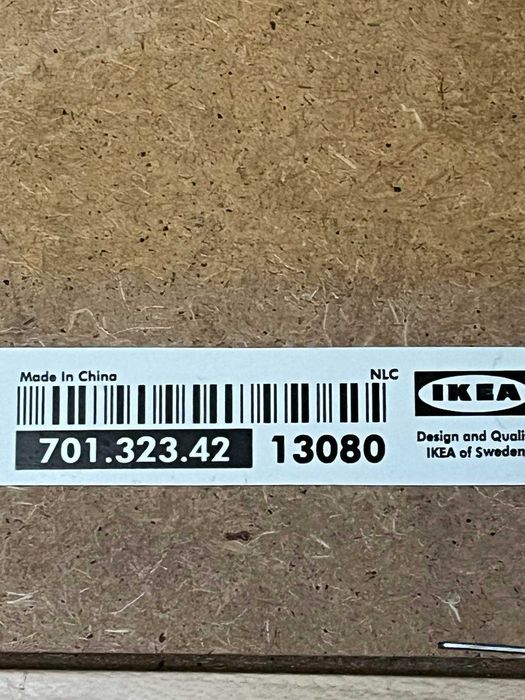 Made In China NLC
IKEA
701.323.42 13080
Design and Quali
IKEA of Sweden